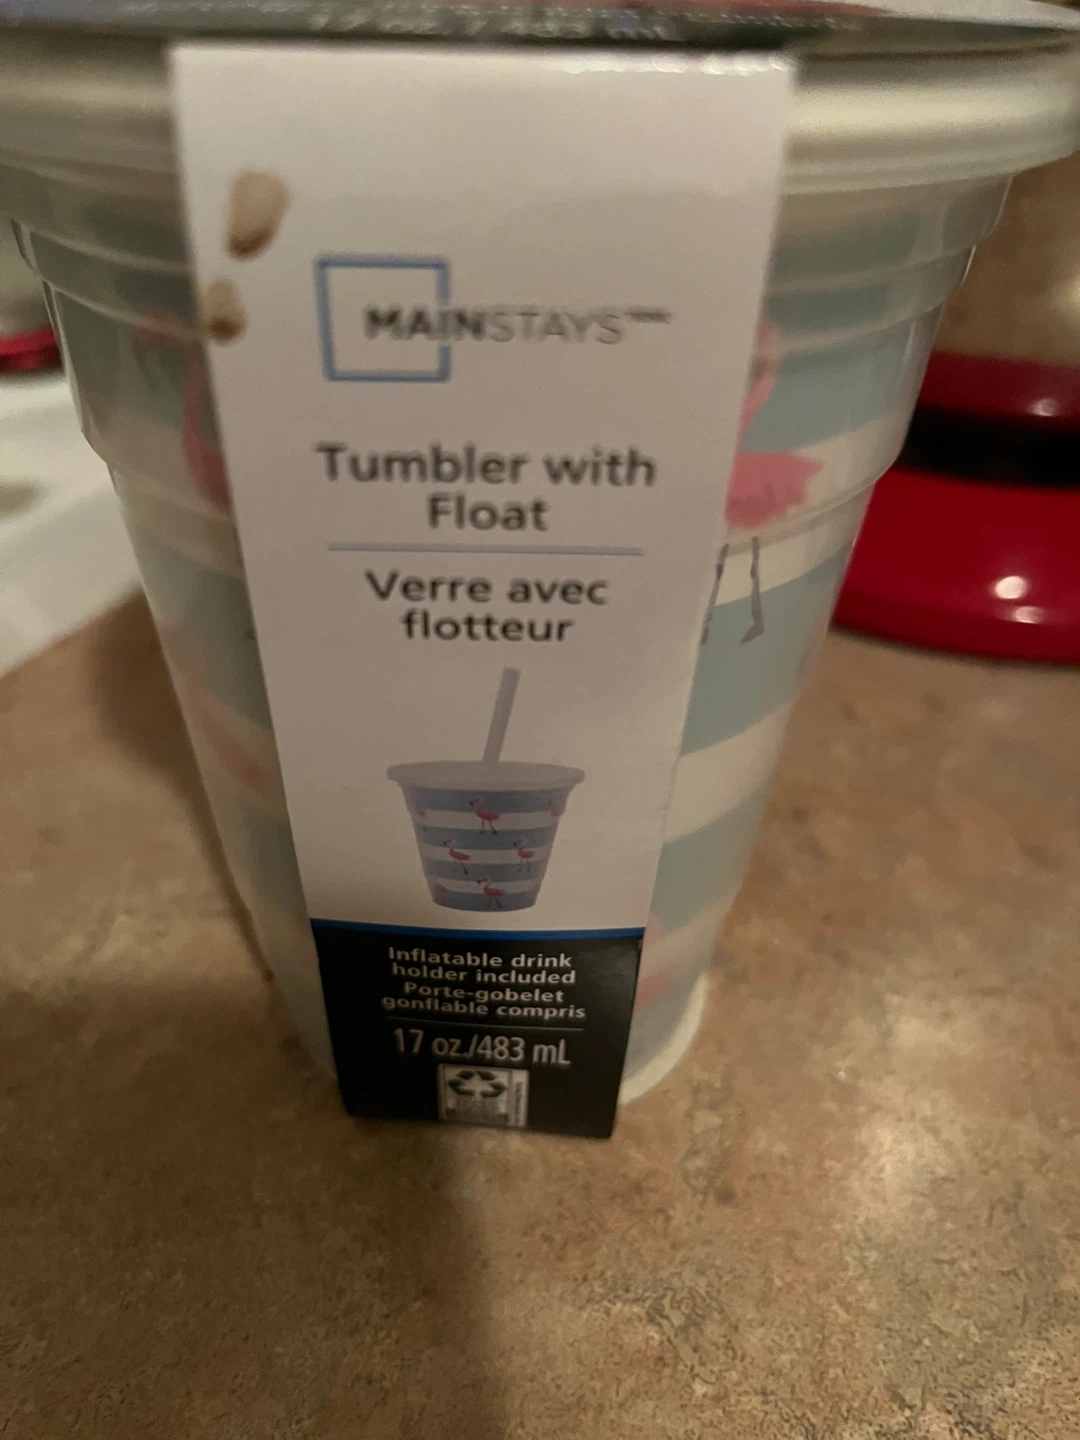 MAINSTAYS
Tumbler with
Float
Verre avec
flotteur
Inflatable drink
holder included
Porte-gobelet
gonflable compris
17 oz./483 mL